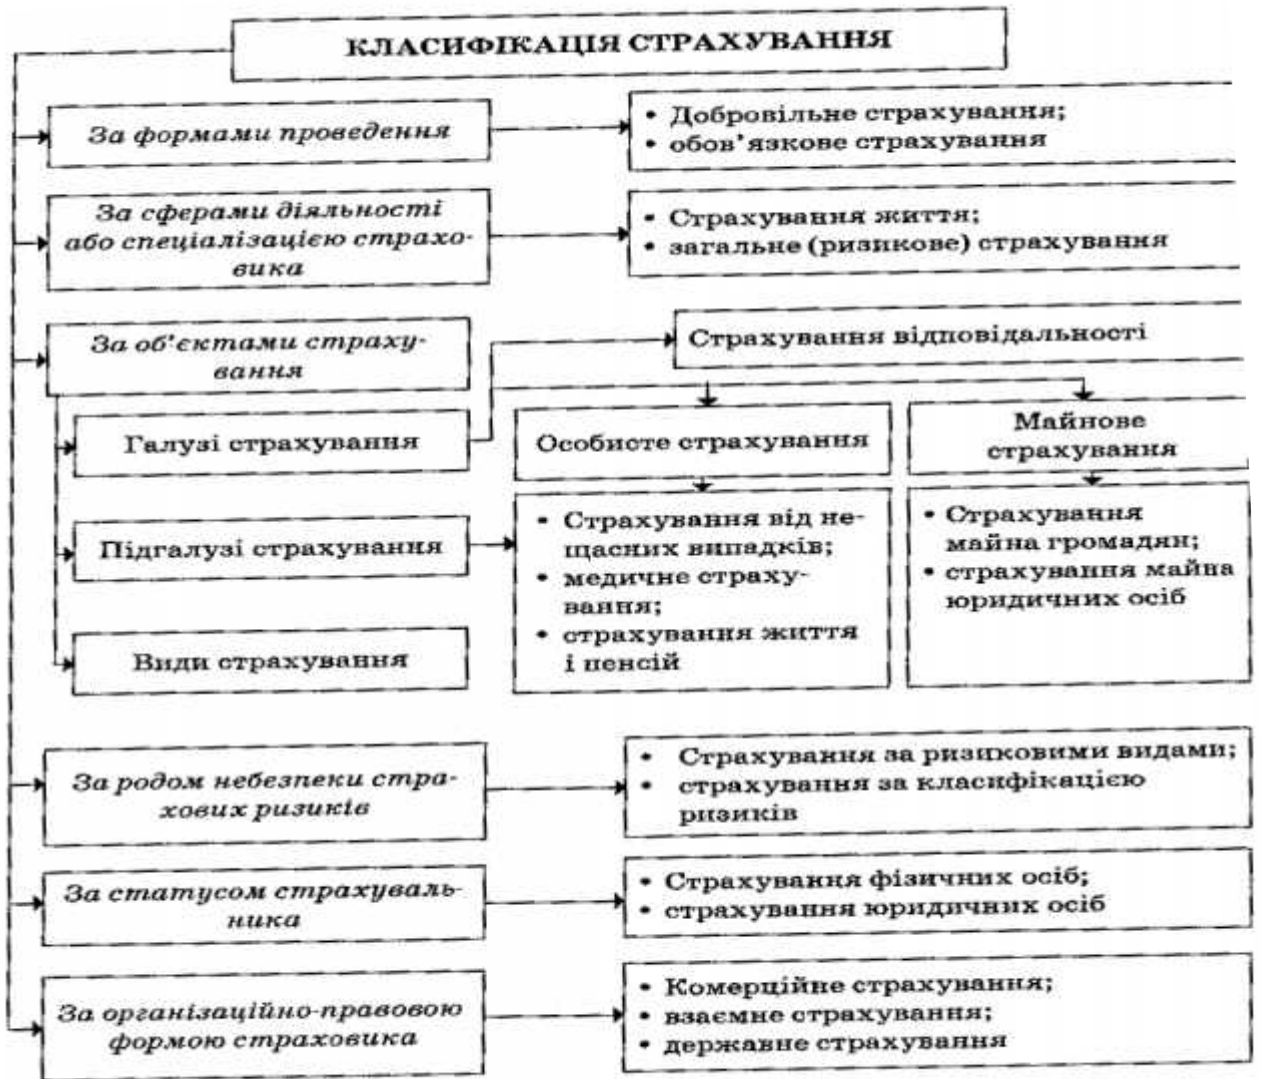 КЛАСИФІКАЦІЯ СТРАХУВАННЯ
За формами проведення
• Добровільне страхування;
• обов’язкове страхування
За сферами діяльності
або спеціалізацією страхо-
вика
• Страхування життя;
• загальне (ризикове) страхування
За об’єктами страху-
вання
Страхування відповідальності
Галузі страхування
Особисте страхування
Майнове
страхування
Підгалузі страхування
• Страхування від не-
щасних випадків;
• медичне страху-
вання;
• страхування життя
і пенсій
• Страхування
майна громадян;
• страхування майна
юридичних осіб
Види страхування
За родом небезпеки стра-
хових ризиків
• Страхування за ризиковими видами;
• страхування за класифікацією
ризиків
За статусом страхуваль-
ника
• Страхування фізичних осіб;
• страхування юридичних осіб
За організаційно-правовою
формою страховика
• Комерційне страхування;
• взаємне страхування;
• державне страхування